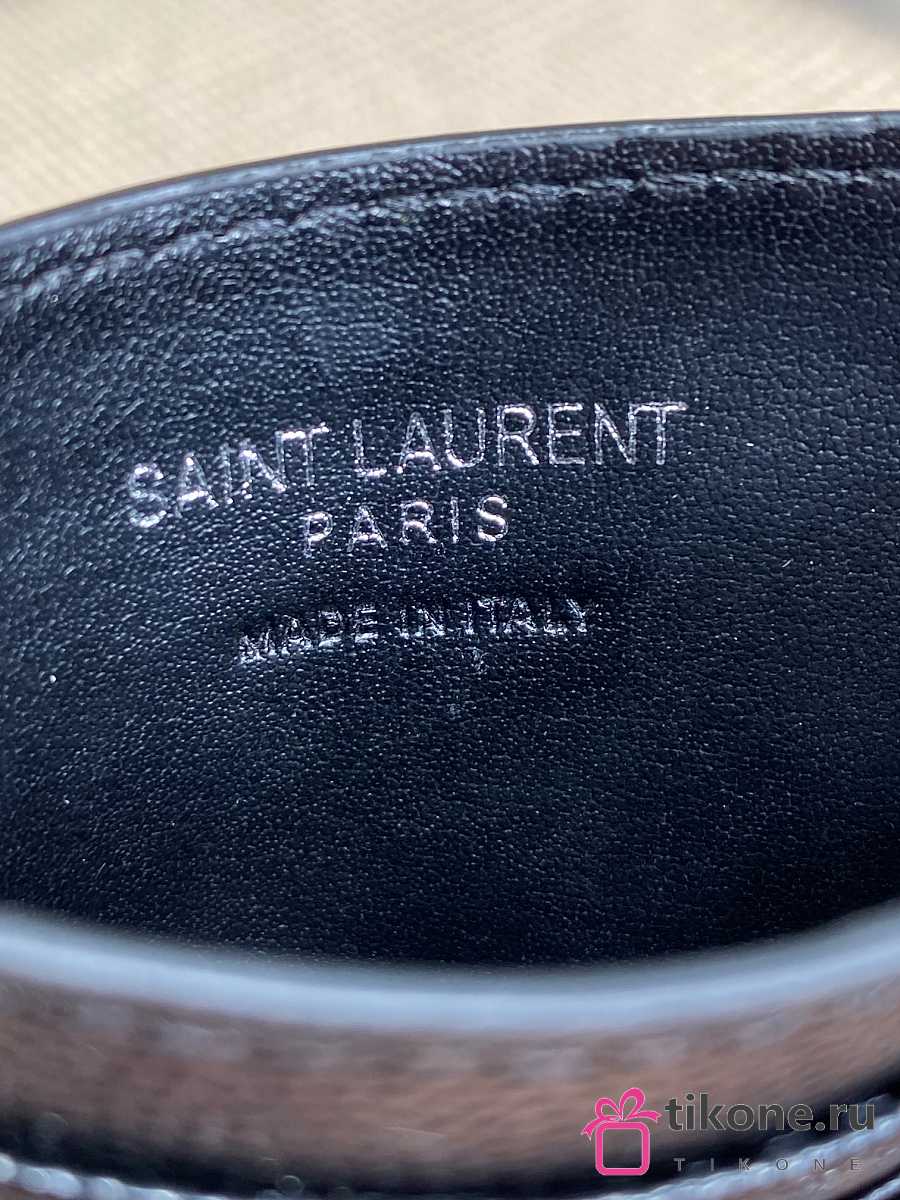 SAINT LAURENT
PARIS
MADE IN ITALY
tikone.ru
TIKONE